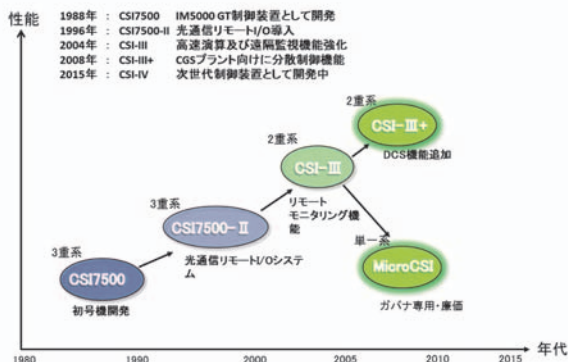 性能
1988年 : CSI7500 IM5000 GT制御装置として開発
1996年 : CSI7500-II 光通信リモートI/O導入
2004年 : CSI-III 高速演算及び遠隔監視機能強化
2008年 : CSI-III+ CGSプラント向けに分散制御機能
2015年 : CSI-IV 次世代制御装置として開発中
2重系
CSI-Ⅲ+
DCS機能追加
2重系
CSI-Ⅲ
リモート
モニタリング機
能
3重系
CSI7500-Ⅱ
光通信リモートI/Oシステ
ム
単一系
MicroCSI
ガバナ専用・廉価
3重系
CSI7500
初号機開発
1980 1990 2000 2005 2010 2015
年代